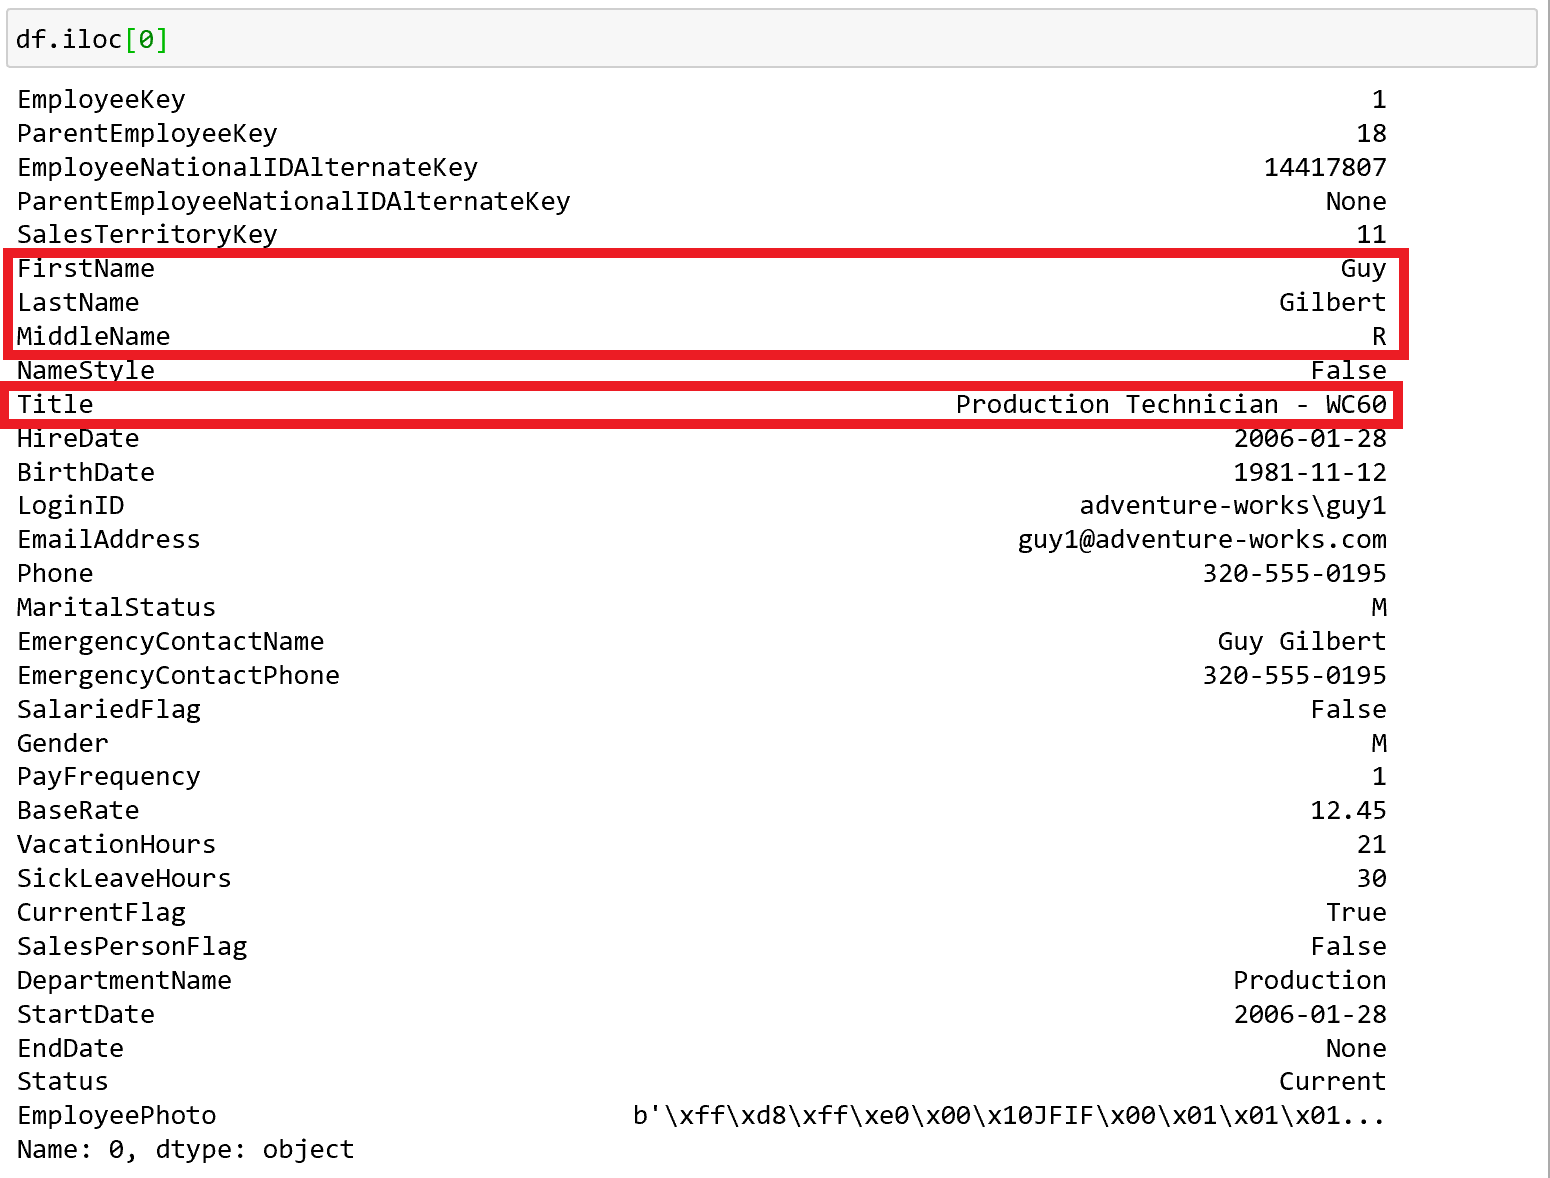 df.iloc[0]
EmployeeKey 1
ParentEmployeeKey 18
EmployeeNationalIDAlternateKey 14417807
ParentEmployeeNationalIDAlternateKey None
SalesTerritoryKey 11
FirstName Guy
LastName Gilbert
MiddleName R
NameStyle False
Title Production Technician - WC60
HireDate 2006-01-28
BirthDate 1981-11-12
LoginID adventure-works\guy1
EmailAddress guy1@adventure-works.com
Phone 320-555-0195
MaritalStatus M
EmergencyContactName Guy Gilbert
EmergencyContactPhone 320-555-0195
SalariedFlag False
Gender M
PayFrequency 1
BaseRate 12.45
VacationHours 21
SickLeaveHours 30
CurrentFlag True
SalesPersonFlag False
DepartmentName Production
StartDate 2006-01-28
EndDate None
Status Current
EmployeePhoto b'\xff\xd8\xff\xe0\x00\x10JFIF\x00\x01\x01\x01...
Name: 0, dtype: object